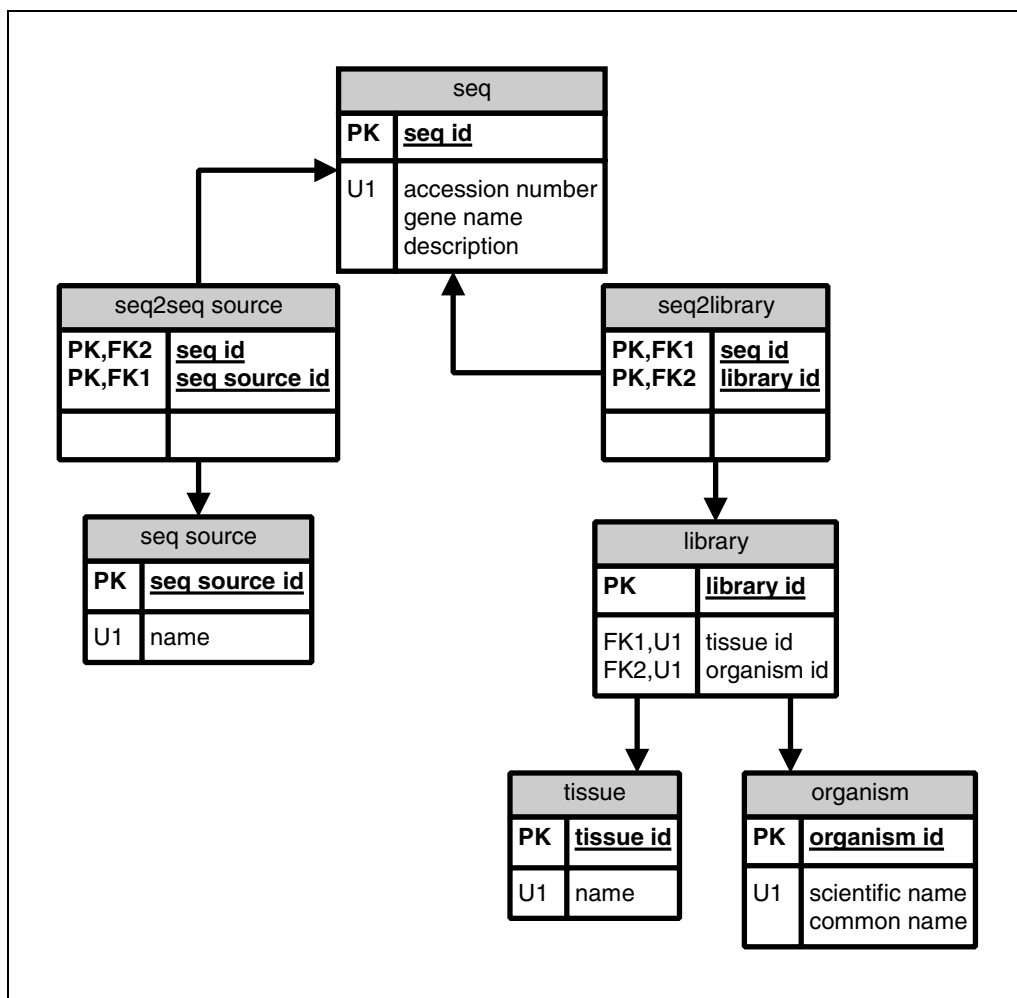 seq
PK seq id
U1 accession number
gene name
description
seq2seq source
PK,FK2 seq id
PK,FK1 seq source id
seq2library
PK,FK1 seq id
PK,FK2 library id
seq source
PK seq source id
U1 name
library
PK library id
FK1,U1 tissue id
FK2,U1 organism id
tissue
PK tissue id
U1 name
organism
PK organism id
U1 scientific name
common name